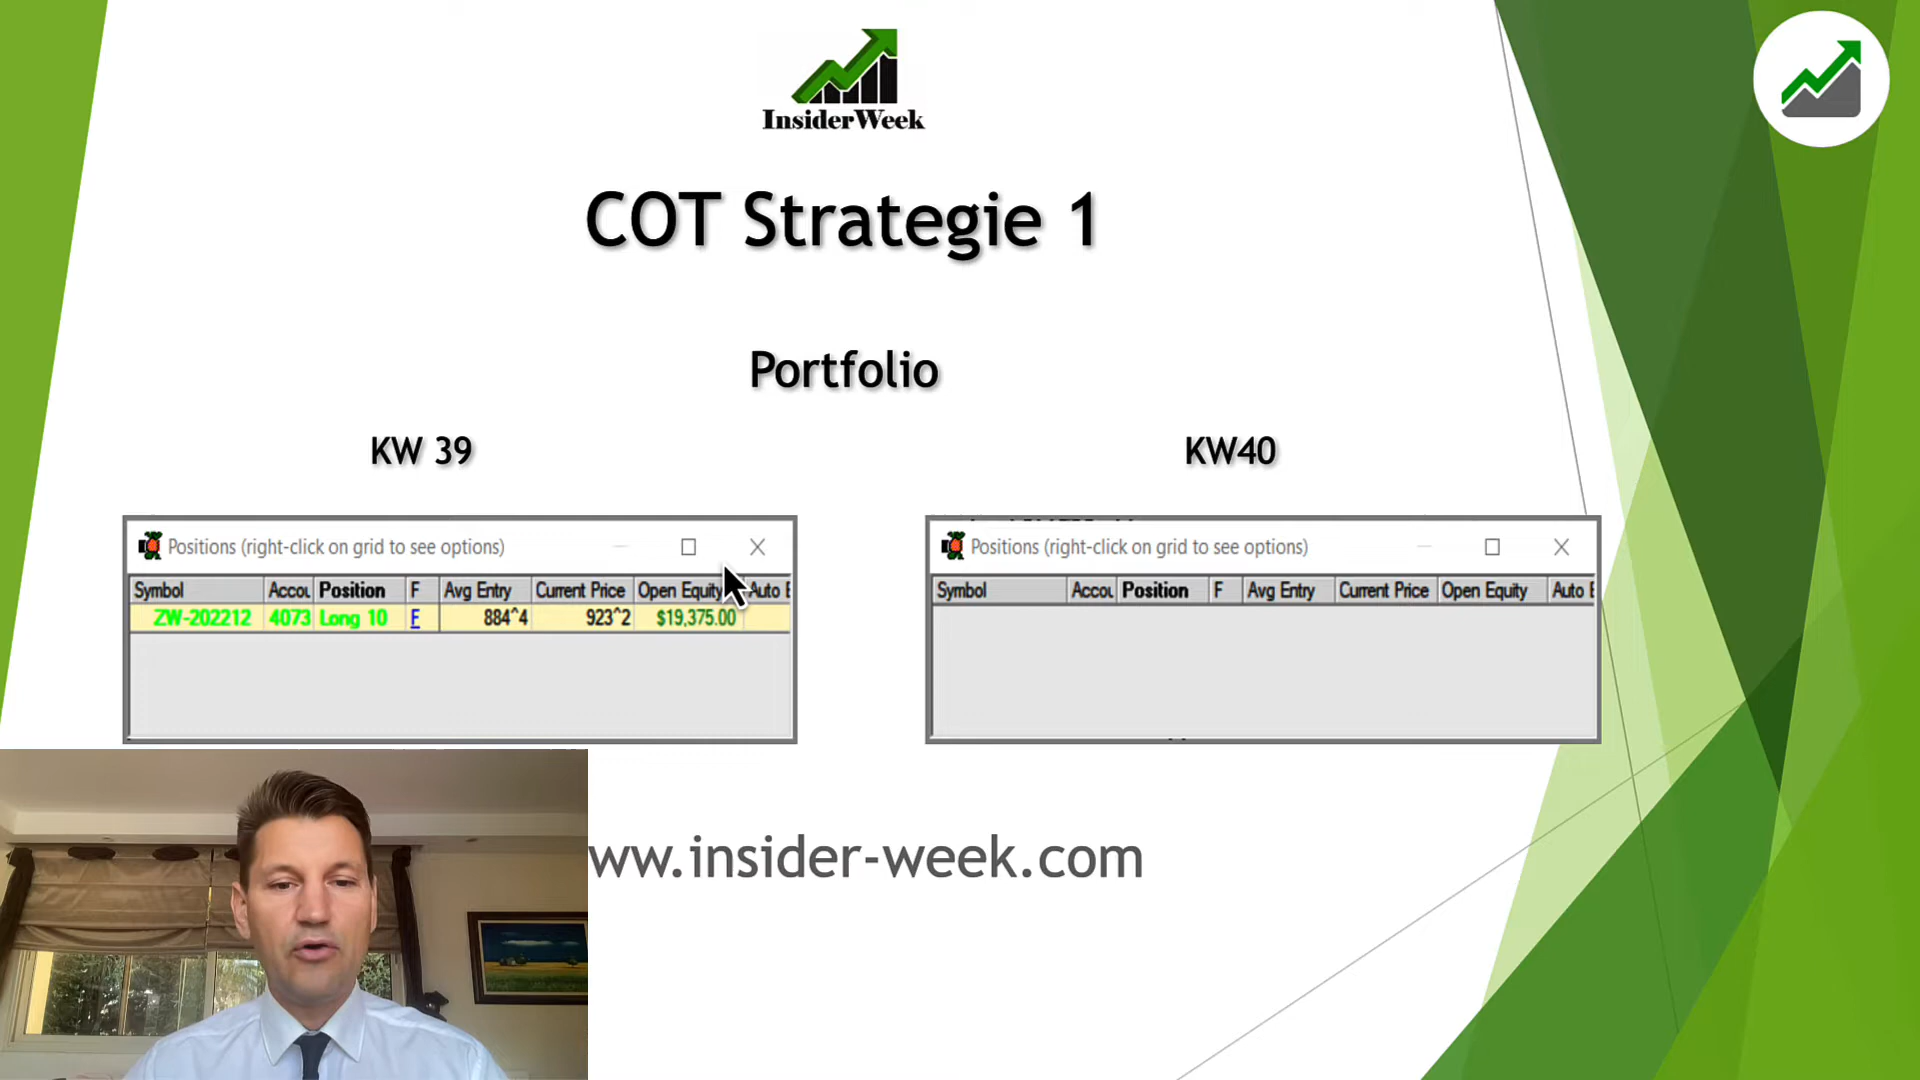 InsiderWeek
COT Strategie 1
Portfolio
KW 39
KW40
Positions (right-click on grid to see options)
Symbol Accou Position F Avg Entry Current Price Open Equity Auto E
ZW-202212 4073 Long 10 F 884^4 923^2 $19,375.00
Positions (right-click on grid to see options)
Symbol Accou Position F Avg Entry Current Price Open Equity Auto E
ww.insider-week.com